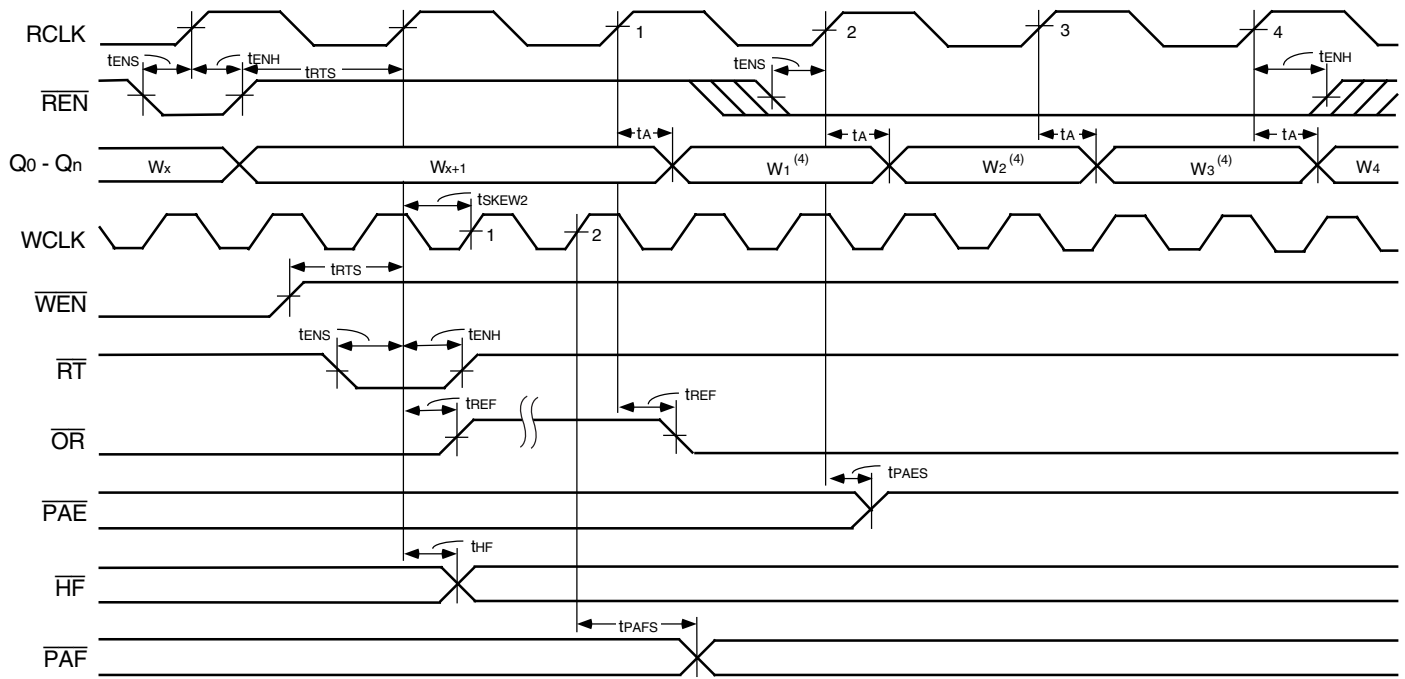 RCLK 1 2 3 4
tENS tENH tRTS tENS tENH
REN
tA tA tA tA
Q0 - Qn Wx Wx+1 W1(4) W2(4) W3(4) W4
tSKEW2
WCLK 1 2
tRTS
WEN
tENS tENH
RT
tREF tREF
OR
tPAES
PAE
tHF
HF
tPAFS
PAF